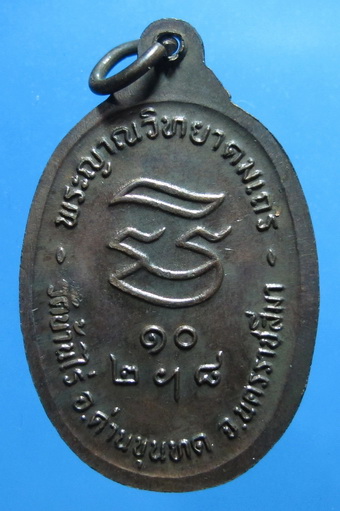 พระญาณวิทยาคมเถร
๑๐
๒ ฯ ๘
วัดบ้านไร่ อ.ด่านขุนทด จ.นครราชสีมา